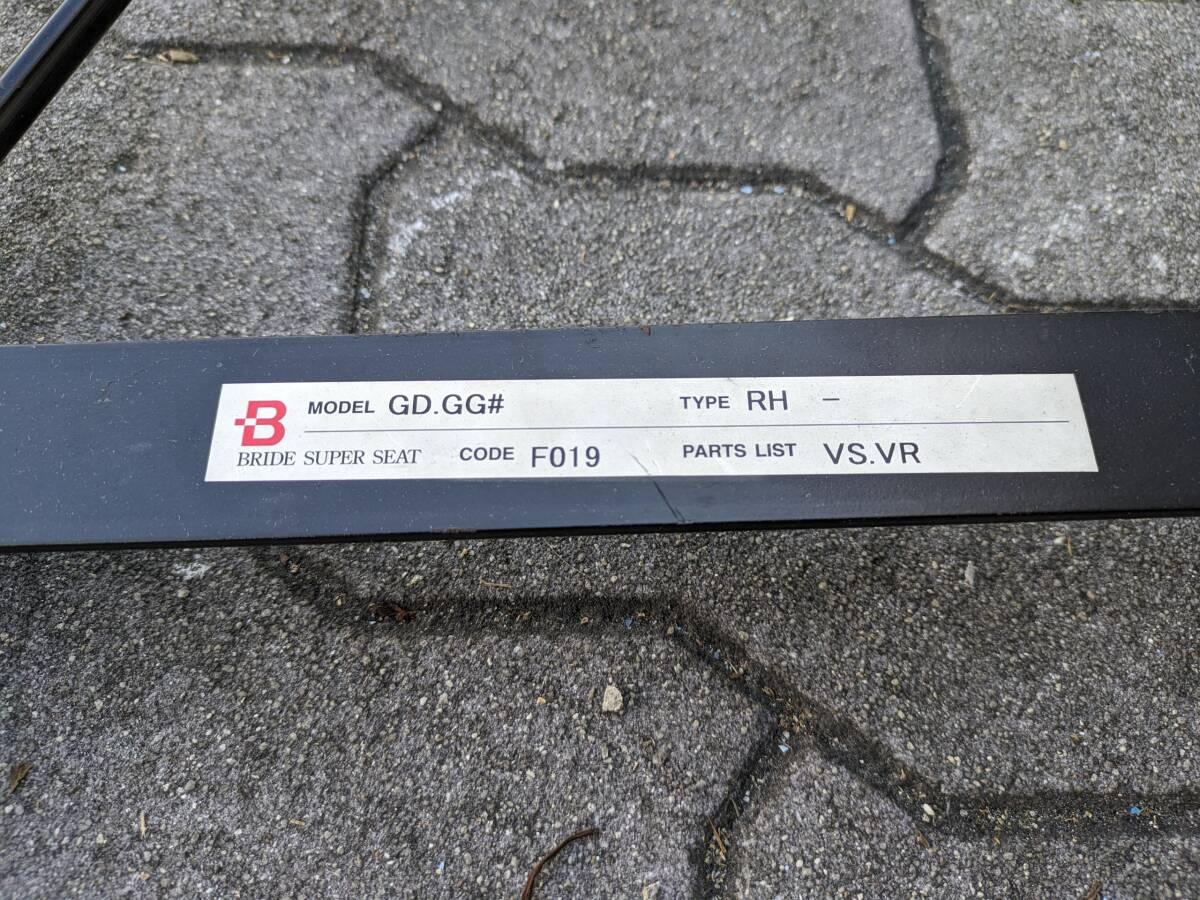 B MODEL GD.GG# TYPE RH –
BRIDE SUPER SEAT CODE F019 PARTS LIST VS.VR